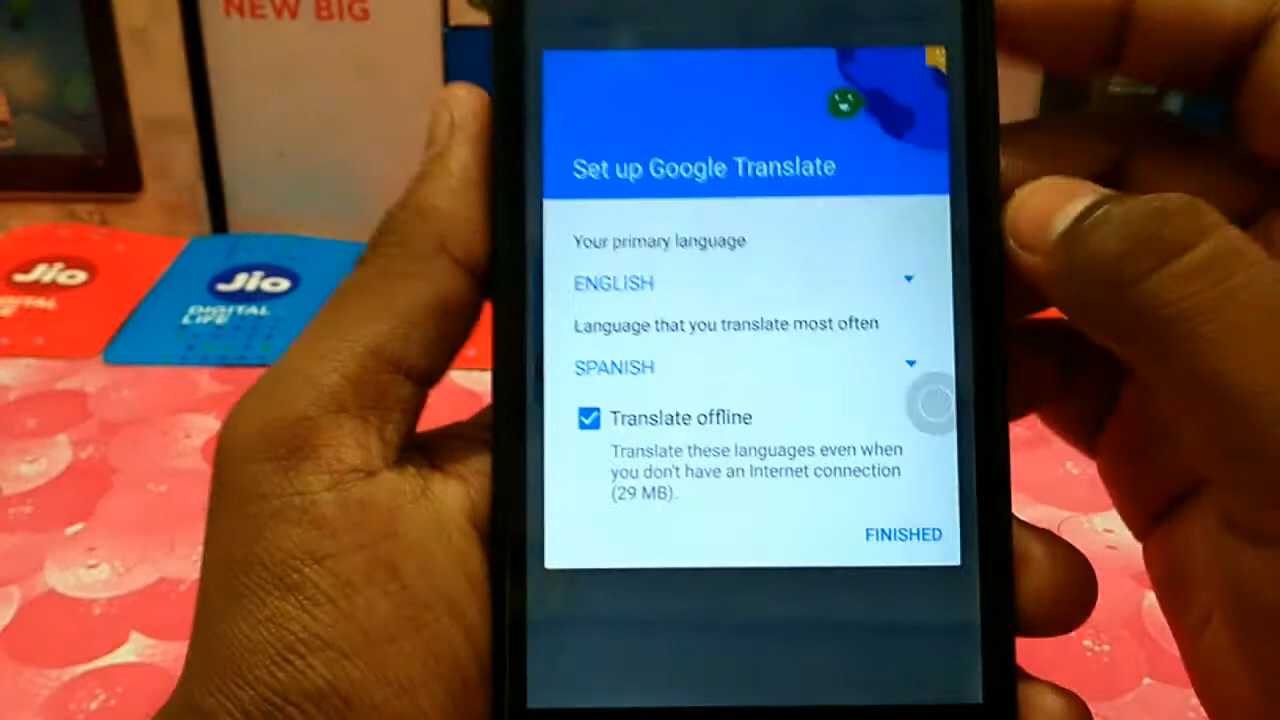 NEW BIG
Jio
Jio
DIGITAL
LIFE
Set up Google Translate
Your primary language
ENGLISH
Language that you translate most often
SPANISH
Translate offline
Translate these languages even when
you don't have an Internet connection
(29 MB).
FINISHED